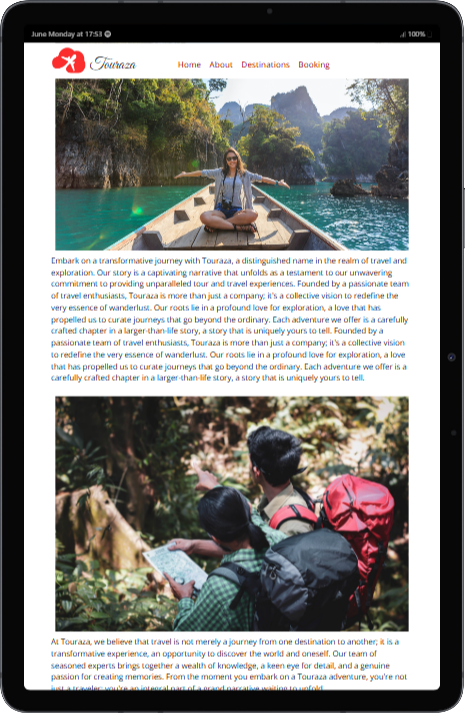 June Monday at 17:53
100%
Touraza
Home About Destinations Booking
Embark on a transformative journey with Touraza, a distinguished name in the realm of travel and
exploration. Our story is a captivating narrative that unfolds as a testament to our unwavering
commitment to providing unparalleled tour and travel experiences. Founded by a passionate team
of travel enthusiasts, Touraza is more than just a company; it's a collective vision to redefine the
very essence of wanderlust. Our roots lie in a profound love for exploration, a love that has
propelled us to curate journeys that go beyond the ordinary. Each adventure we offer is a carefully
crafted chapter in a larger-than-life story, a story that is uniquely yours to tell. Founded by a
passionate team of travel enthusiasts, Touraza is more than just a company; it's a collective vision
to redefine the very essence of wanderlust. Our roots lie in a profound love for exploration, a love
that has propelled us to curate journeys that go beyond the ordinary. Each adventure we offer is a
carefully crafted chapter in a larger-than-life story, a story that is uniquely yours to tell.
At Touraza, we believe that travel is not merely a journey from one destination to another; it is a
transformative experience, an opportunity to discover the world and oneself. Our team of
seasoned experts brings together a wealth of knowledge, a keen eye for detail, and a genuine
passion for creating memories. From the moment you embark on a Touraza adventure, you're not
just a traveler; you're an integral part of a grand narrative waiting to unfold.